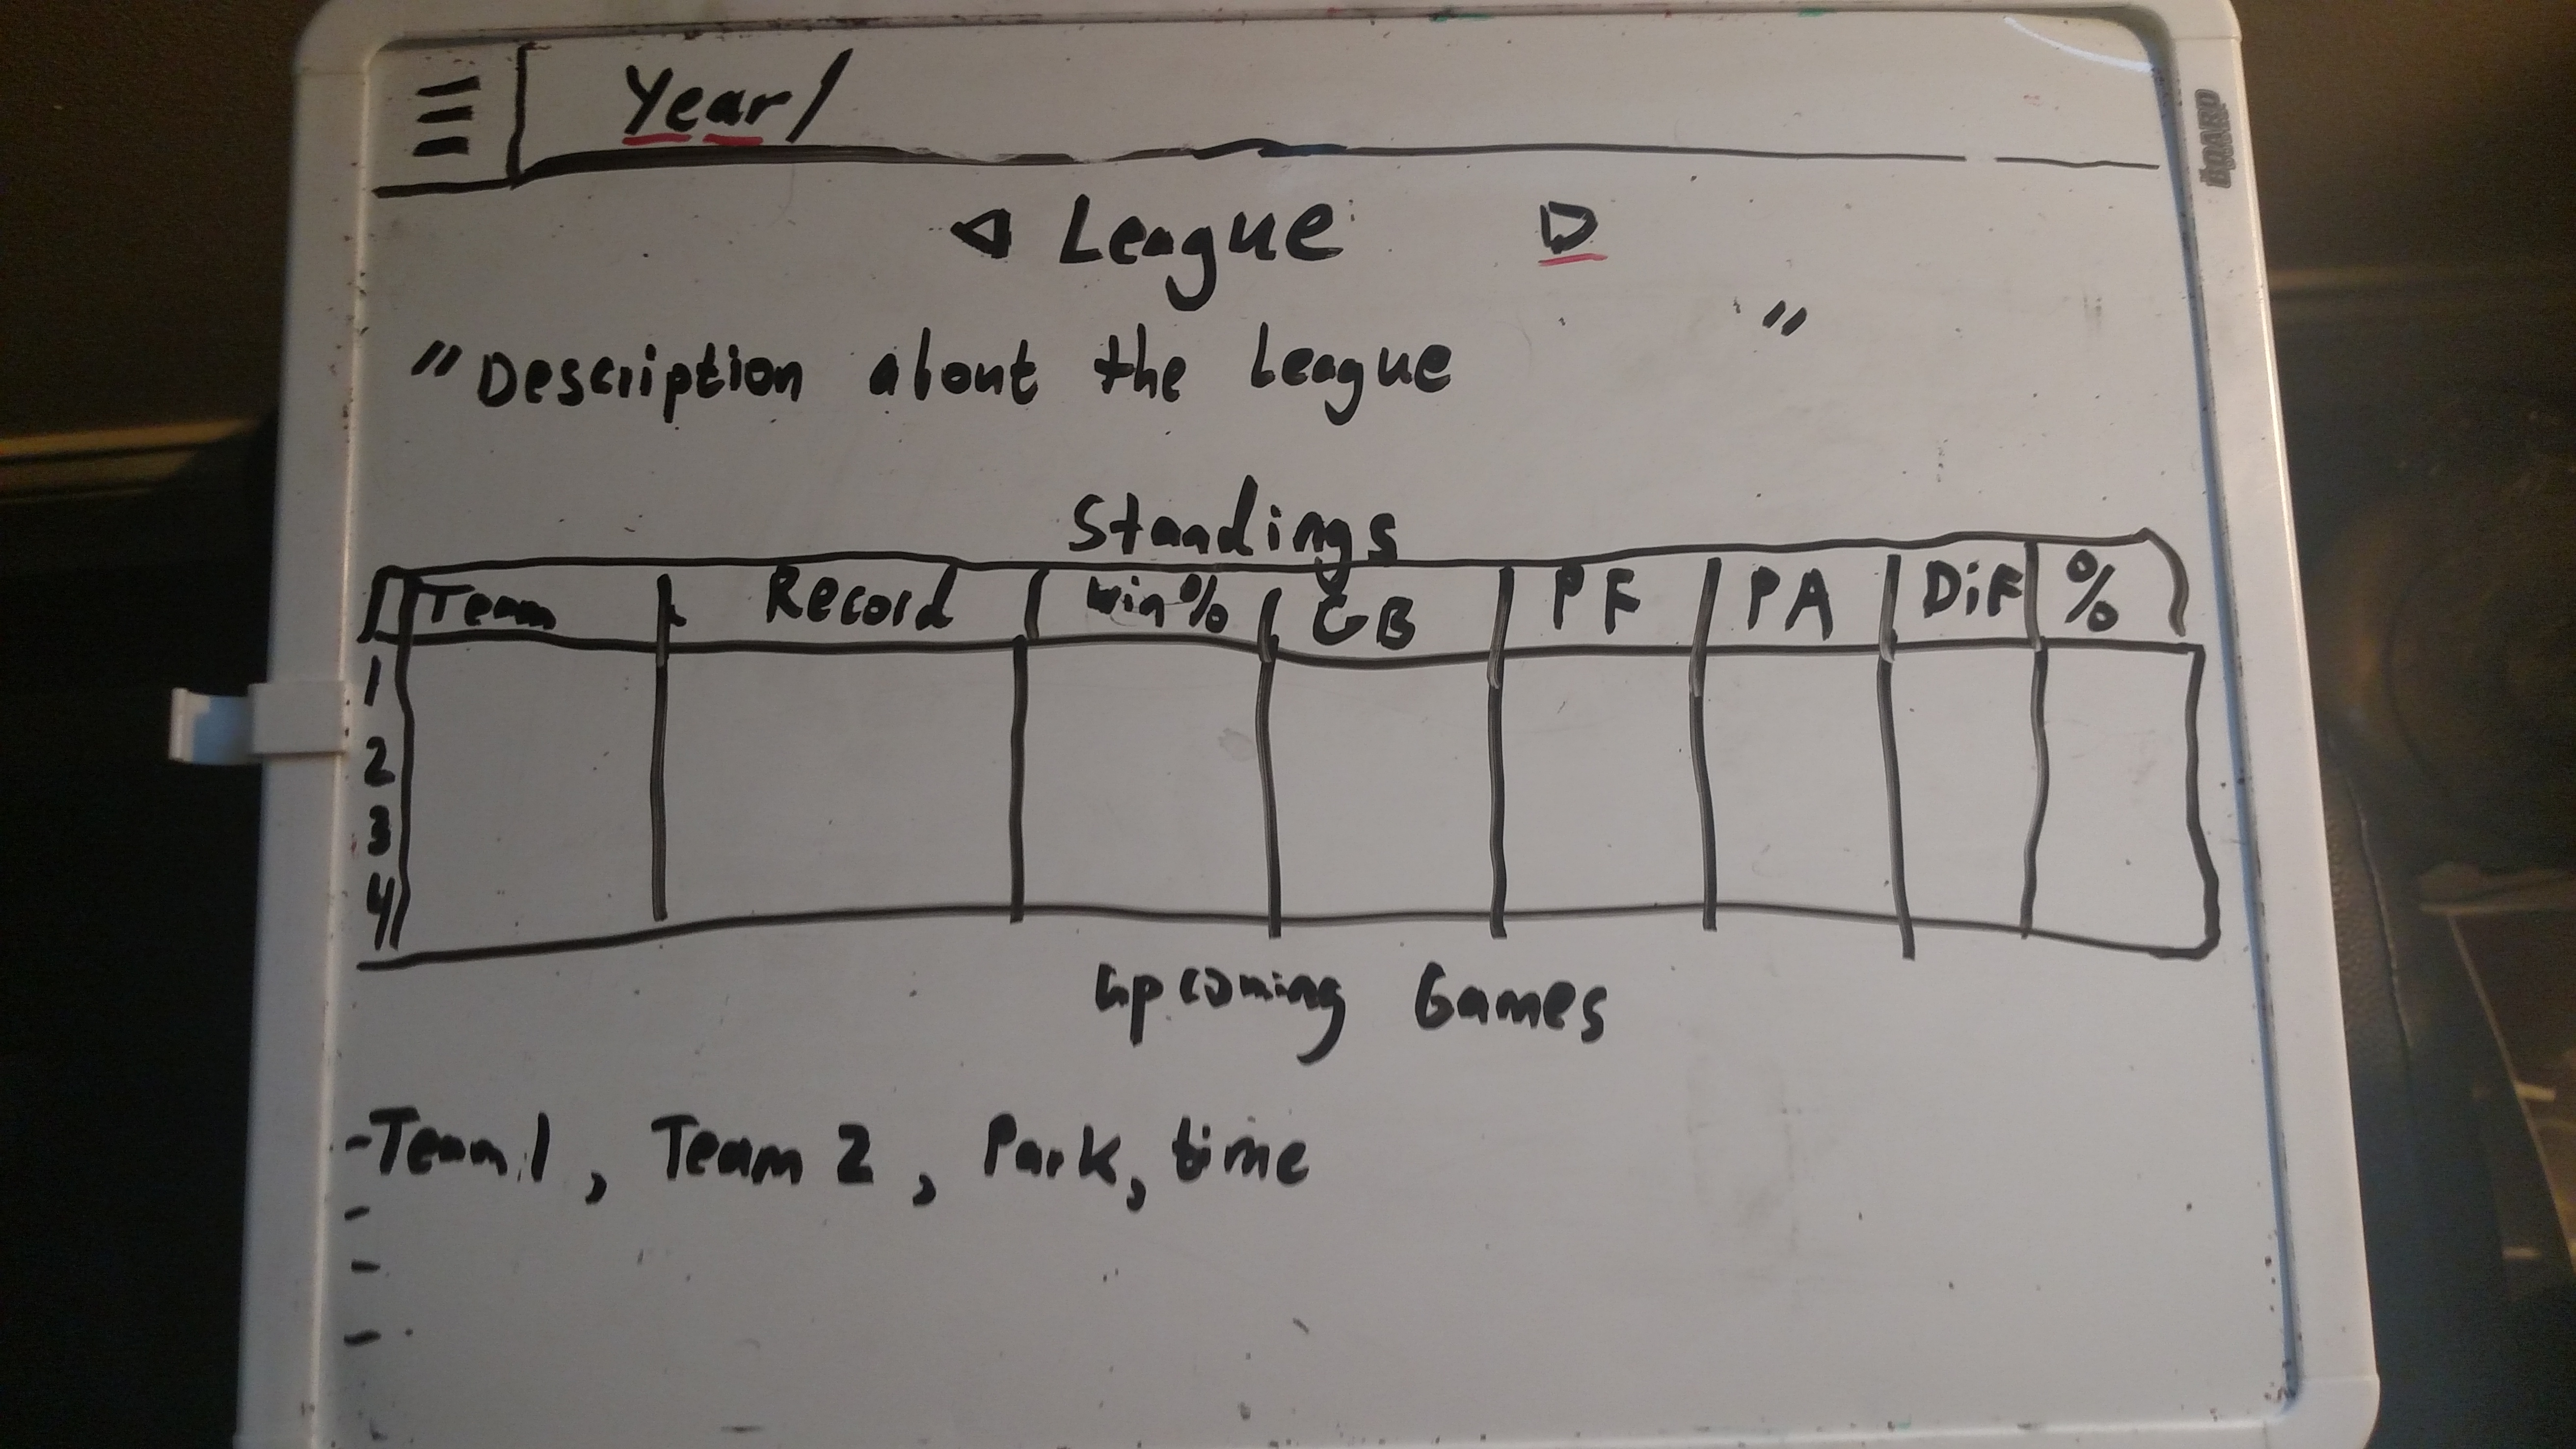 Year/
◁ League ▷
"Description about the League "
Standings
Team Record Win% GB PF PA Dif %
1
2
3
4
Upcoming Games
-Team 1, Team 2, Park, time
-
-
-
BOARD